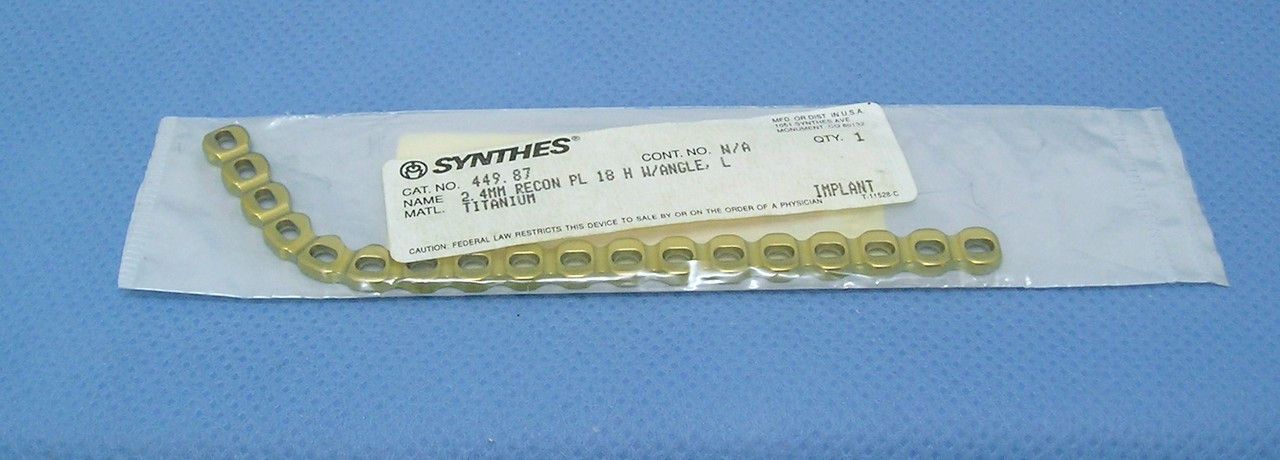 SYNTHES®
MFG OR DIST IN U.S.A.
1051 SYNTHES AVE
MONUMENT CO 80132
CONT. NO. N/A
QTY. 1
CAT. NO. 449.87
NAME 2.4MM RECON PL 18 H W/ANGLE, L
MATL. TITANIUM
IMPLANT
CAUTION: FEDERAL LAW RESTRICTS THIS DEVICE TO SALE BY OR ON THE ORDER OF A PHYSICIAN
T-11528-C